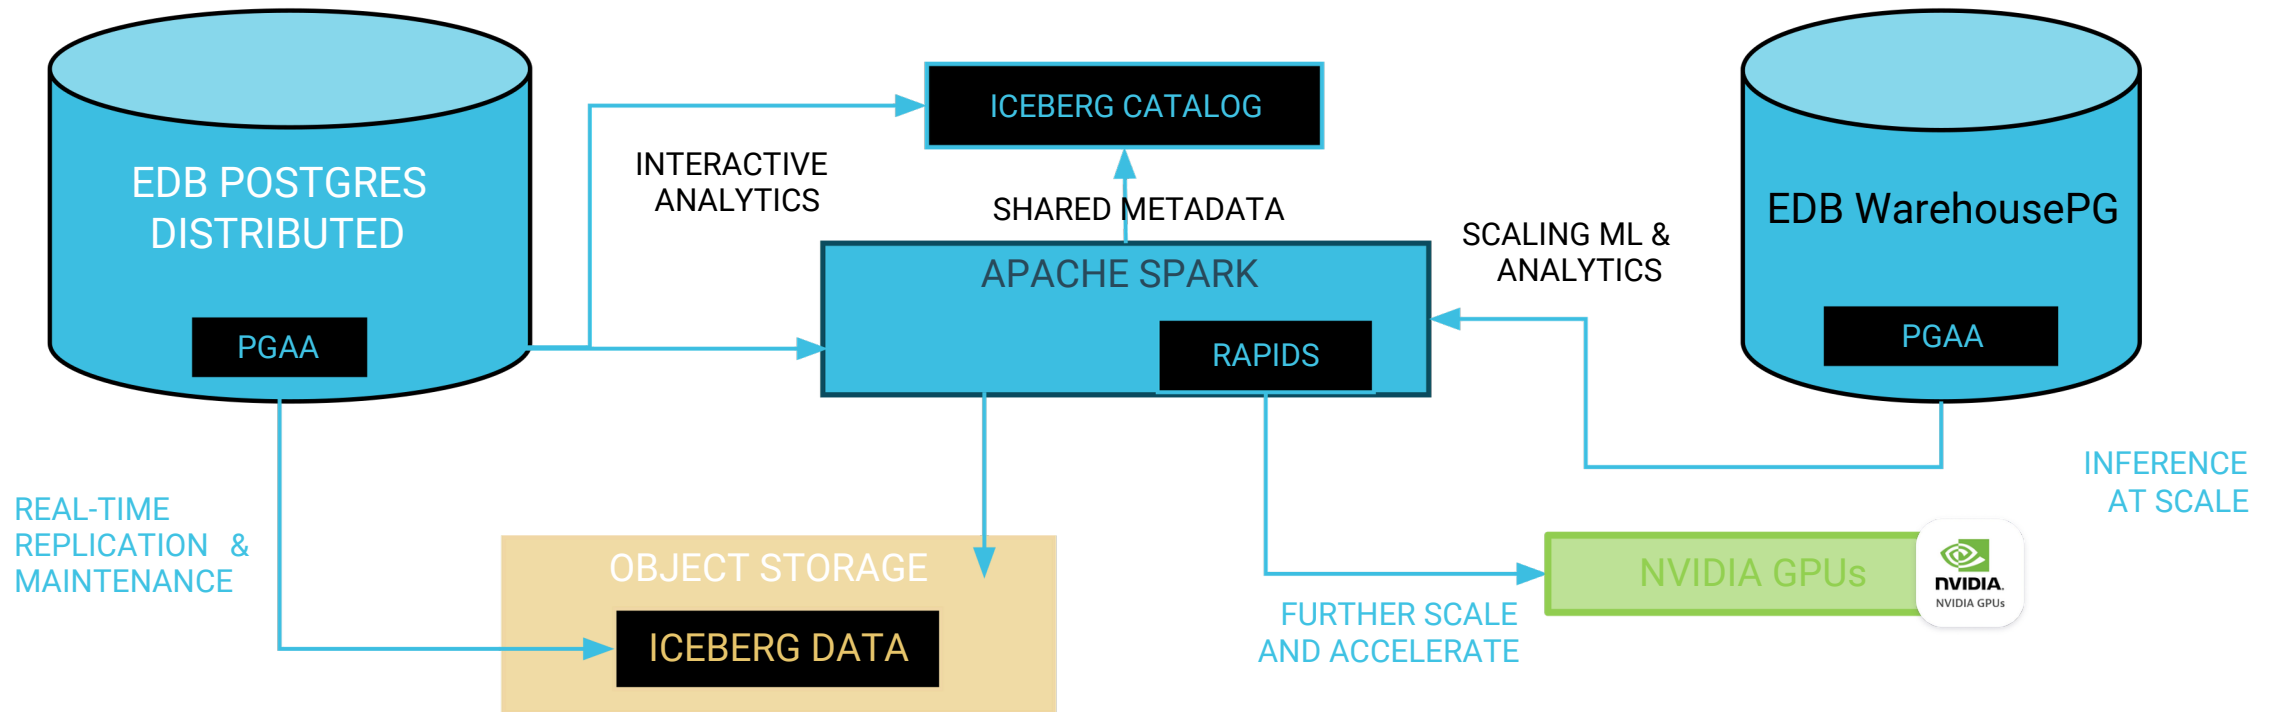 EDB POSTGRES
DISTRIBUTED
PGAA
REAL-TIME
REPLICATION &
MAINTENANCE
INTERACTIVE
ANALYTICS
ICEBERG CATALOG
SHARED METADATA
APACHE SPARK
RAPIDS
OBJECT STORAGE
ICEBERG DATA
SCALING ML &
ANALYTICS
EDB WarehousePG
PGAA
INFERENCE
AT SCALE
NVIDIA GPUs
NVIDIA.
NVIDIA GPUs
FURTHER SCALE
AND ACCELERATE